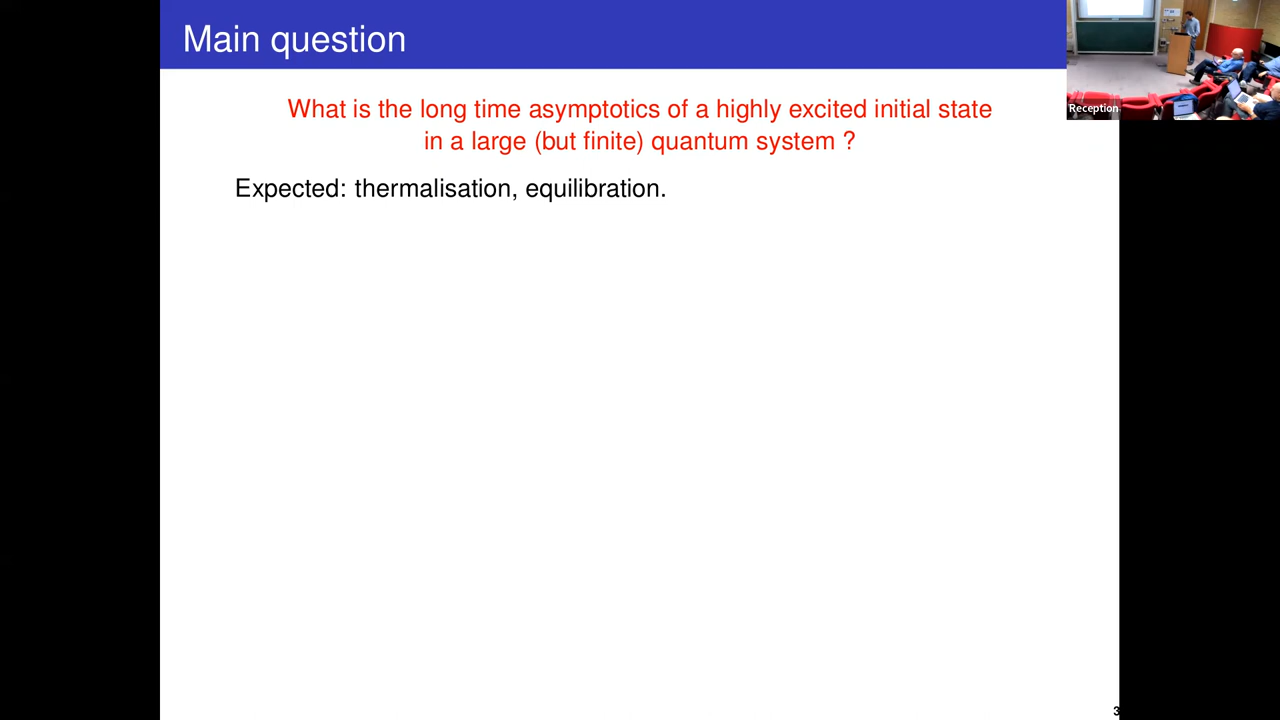 Main question
What is the long time asymptotics of a highly excited initial state
in a large (but finite) quantum system ?
Expected: thermalisation, equilibration.
Reception
3